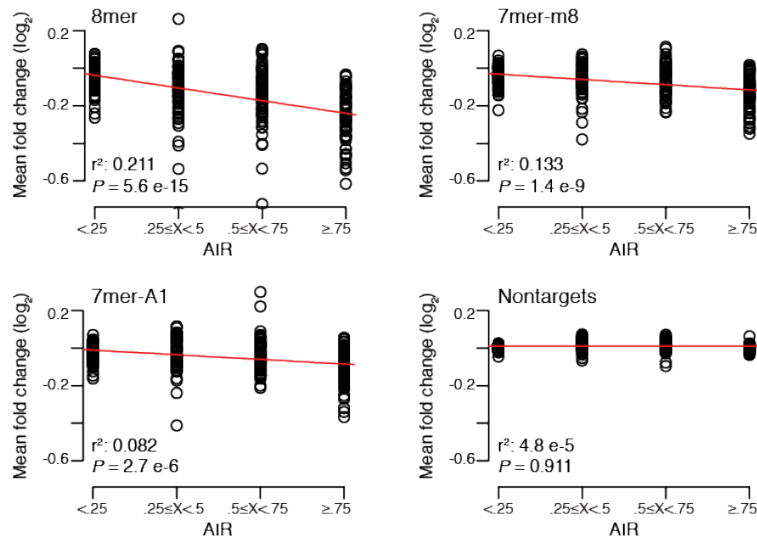 8mer
Mean fold change (log₂)
0.2
-0.2
-0.6
r²: 0.211
P = 5.6 e-15
<.25
.25≤X<.5
.5≤X<.75
≥.75
AIR
7mer-m8
Mean fold change (log₂)
0.2
-0.2
-0.6
r²: 0.133
P = 1.4 e-9
<.25
.25≤X<.5
.5≤X<.75
≥.75
AIR
7mer-A1
Mean fold change (log₂)
0.2
-0.2
-0.6
r²: 0.082
P = 2.7 e-6
<.25
.25≤X<.5
.5≤X<.75
≥.75
AIR
Nontargets
Mean fold change (log₂)
0.2
-0.2
-0.6
r²: 4.8 e-5
P = 0.911
<.25
.25≤X<.5
.5≤X<.75
≥.75
AIR